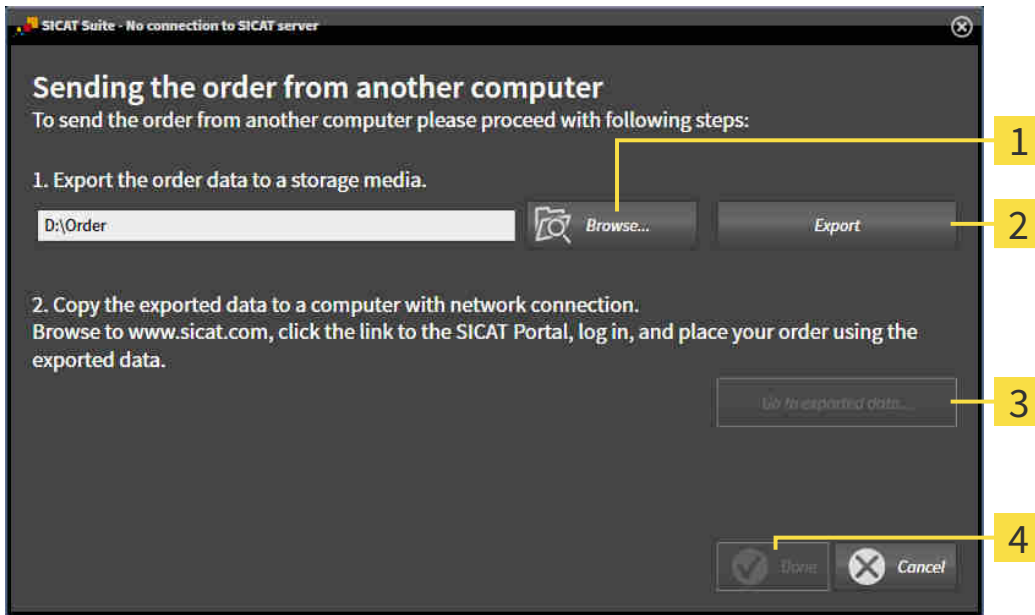 SICAT Suite - No connection to SICAT server
Sending the order from another computer
To send the order from another computer please proceed with following steps:
1
1. Export the order data to a storage media.
D:\Order
Browse...
Export
2
2. Copy the exported data to a computer with network connection.
Browse to www.sicat.com, click the link to the SICAT Portal, log in, and place your order using the
exported data.
Go to exported data...
3
4
Done
Cancel